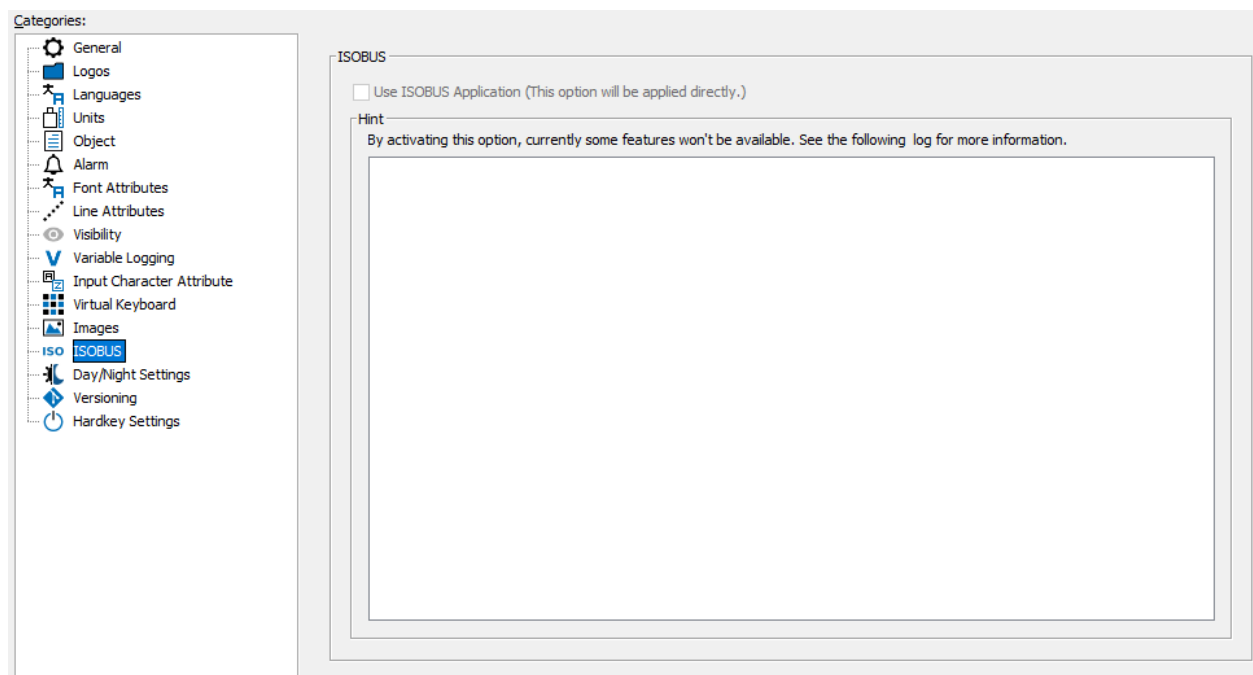 Categories:
General
Logos
Languages
Units
Object
Alarm
Font Attributes
Line Attributes
Visibility
Variable Logging
Input Character Attribute
Virtual Keyboard
Images
ISO ISOBUS
Day/Night Settings
Versioning
Hardkey Settings
ISOBUS
Use ISOBUS Application (This option will be applied directly.)
Hint
By activating this option, currently some features won't be available. See the following log for more information.